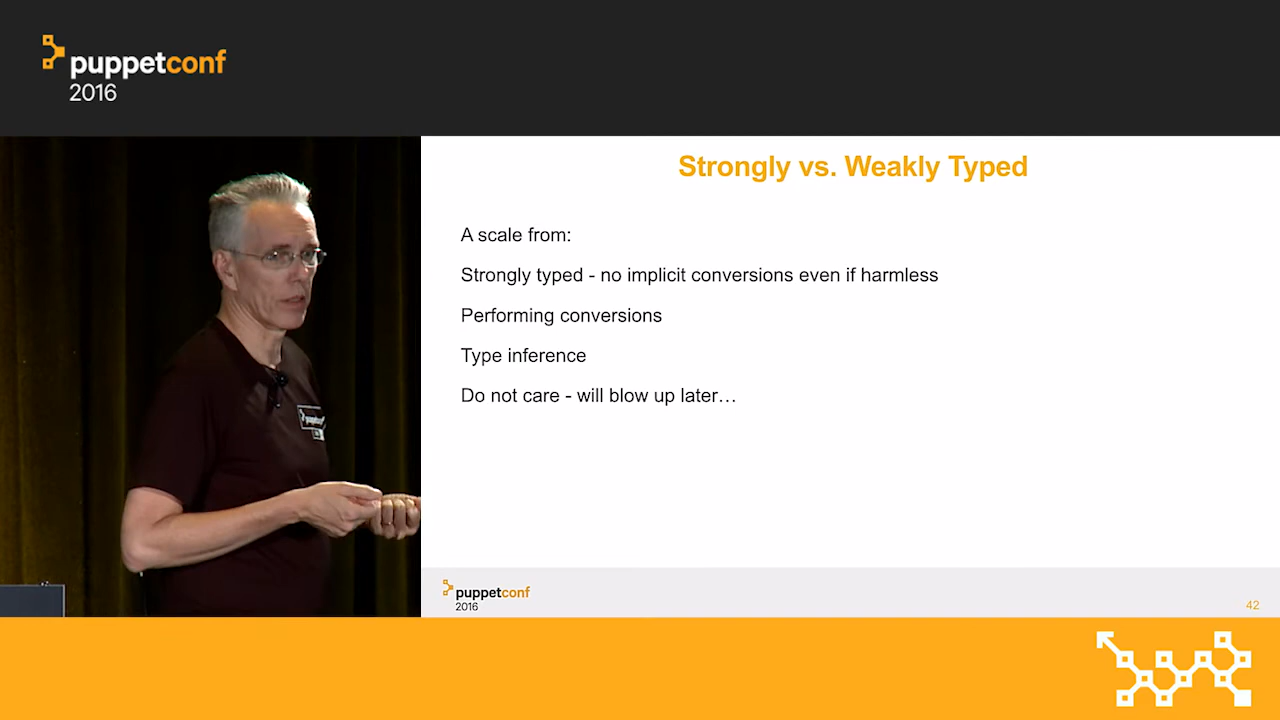 puppetconf
2016
Strongly vs. Weakly Typed
A scale from:
Strongly typed - no implicit conversions even if harmless
Performing conversions
Type inference
Do not care - will blow up later…
puppetconf
2016
42
puppetconf